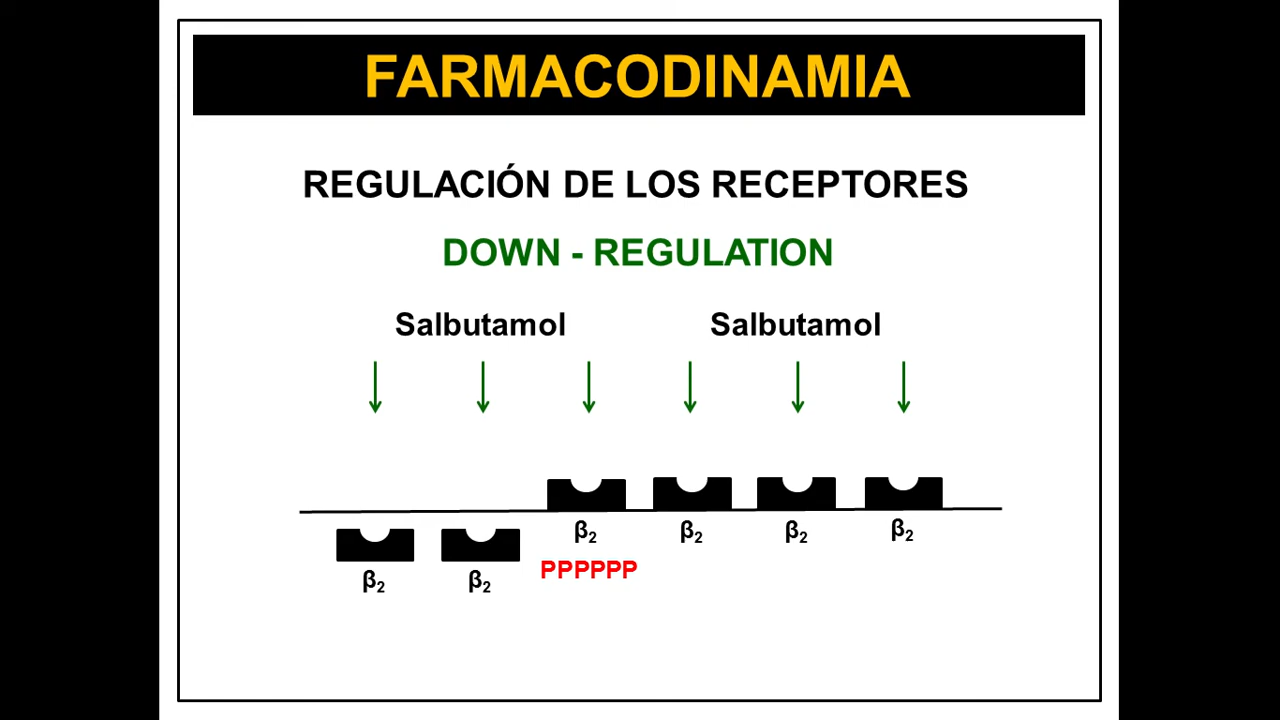 FARMACODINAMIA
REGULACIÓN DE LOS RECEPTORES
DOWN - REGULATION
Salbutamol Salbutamol
β₂ β₂ β₂ β₂
PPPPPP
β₂ β₂